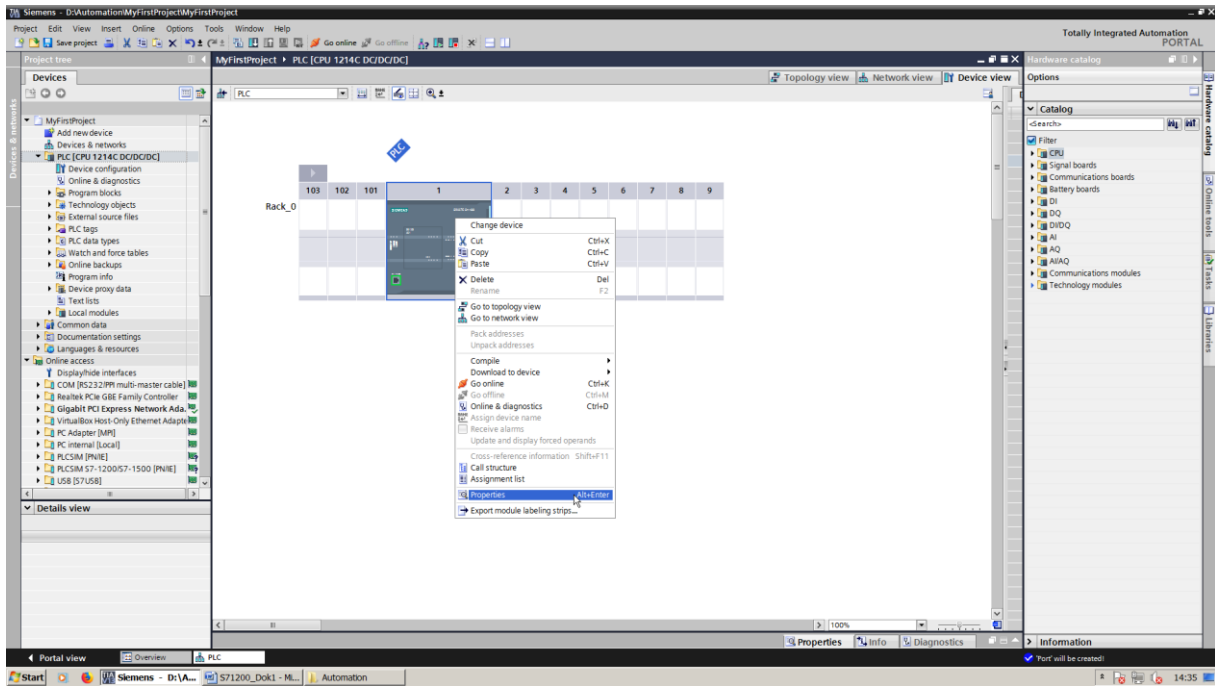 Siemens - D:\Automation\MyFirstProject\MyFirstProject
Project Edit View Insert Online Options Tools Window Help
Save project Go online Go offline
Totally Integrated Automation
PORTAL
Project tree
Devices
MyFirstProject
Add new device
Devices & networks
PLC [CPU 1214C DC/DC/DC]
Device configuration
Online & diagnostics
Program blocks
Technology objects
External source files
PLC tags
PLC data types
Watch and force tables
Online backups
Program info
Device proxy data
Text lists
Local modules
Common data
Documentation settings
Languages & resources
Online access
Display/hide interfaces
COM [RS232/PPI multi-master cable]
Realtek PCIe GBE Family Controller
Gigabit PCI Express Network Ada.
VirtualBox Host-Only Ethernet Adapte
PC Adapter [MPI]
PC internal [Local]
PLCSIM [PN/IE]
PLCSIM S7-1200/S7-1500 [PN/IE]
USB [S7USB]
Details view
Devices & networks
MyFirstProject PLC [CPU 1214C DC/DC/DC]
Topology view Network view Device view
PLC
PLC
103 102 101 1 2 3 4 5 6 7 8 9
Rack_0
Change device
Cut Ctrl+X
Copy Ctrl+C
Paste Ctrl+V
Delete Del
Rename F2
Go to topology view
Go to network view
Pack addresses
Unpack addresses
Compile
Download to device
Go online Ctrl+K
Go offline Ctrl+M
Online & diagnostics Ctrl+D
Assign device name
Receive alarms
Update and display forced operands
Cross-reference information Shift+F11
Call structure
Assignment list
Properties Alt+Enter
Export module labeling strips...
100%
Properties Info Diagnostics
Hardware catalog
Options
Catalog
<Search>
Filter
CPU
Signal boards
Communications boards
Battery boards
DI
DQ
DI/DQ
AI
AQ
AI/AQ
Communications modules
Technology modules
Information
Hardware catalog
Online tools
Tasks
Libraries
Portal view Overview PLC
'Port' will be created!
Start Siemens - D:\A... S71200_Dok1 - Mi... Automation 14:35